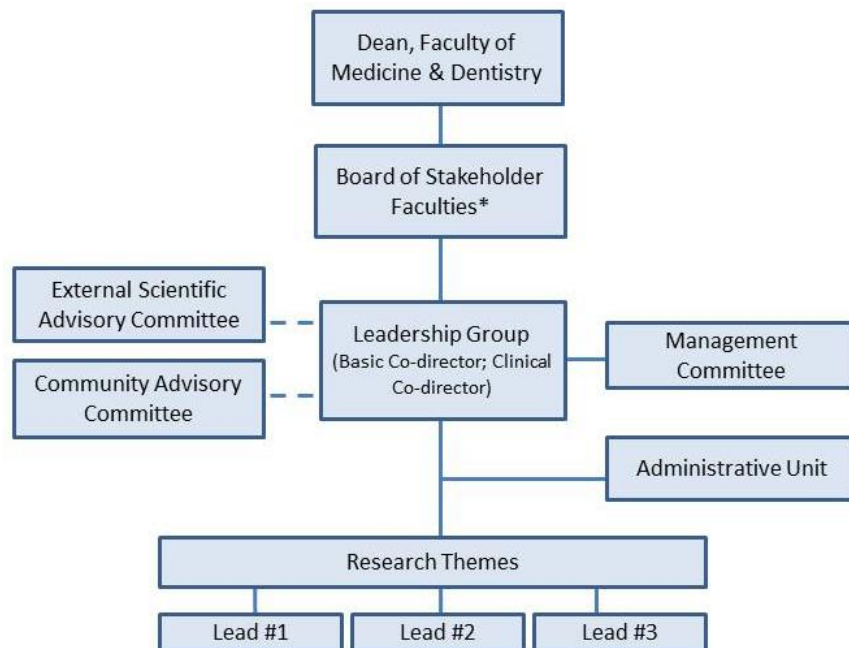 Dean, Faculty of
Medicine & Dentistry
Board of Stakeholder
Faculties*
External Scientific
Advisory Committee
Community Advisory
Committee
Leadership Group
(Basic Co-director; Clinical
Co-director)
Management
Committee
Administrative Unit
Research Themes
Lead #1
Lead #2
Lead #3